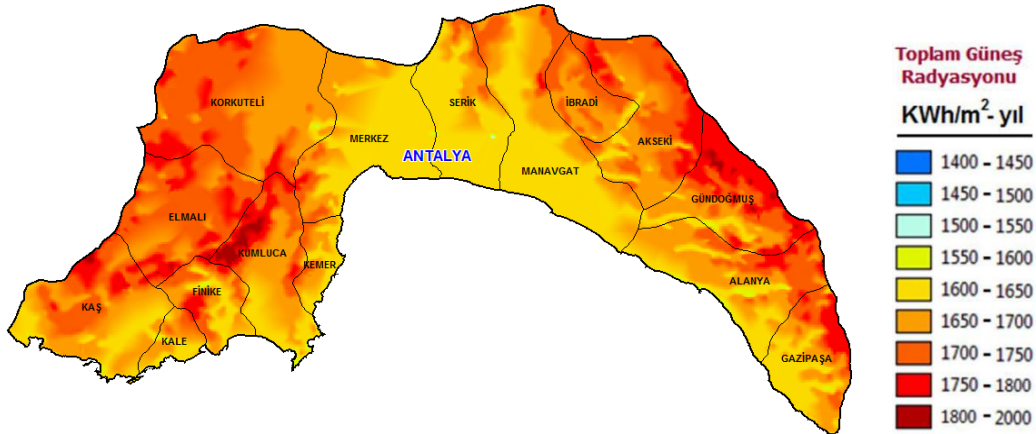 KORKUTELİ
MERKEZ
SERİK
İBRADİ
AKSEKİ
ANTALYA
MANAVGAT
GÜNDOĞMUŞ
ELMALI
KUMLUCA
KEMER
FİNİKE
KAŞ
KALE
ALANYA
GAZİPAŞA
Toplam Güneş
Radyasyonu
KWh/m²- yıl
1400 - 1450
1450 - 1500
1500 - 1550
1550 - 1600
1600 - 1650
1650 - 1700
1700 - 1750
1750 - 1800
1800 - 2000